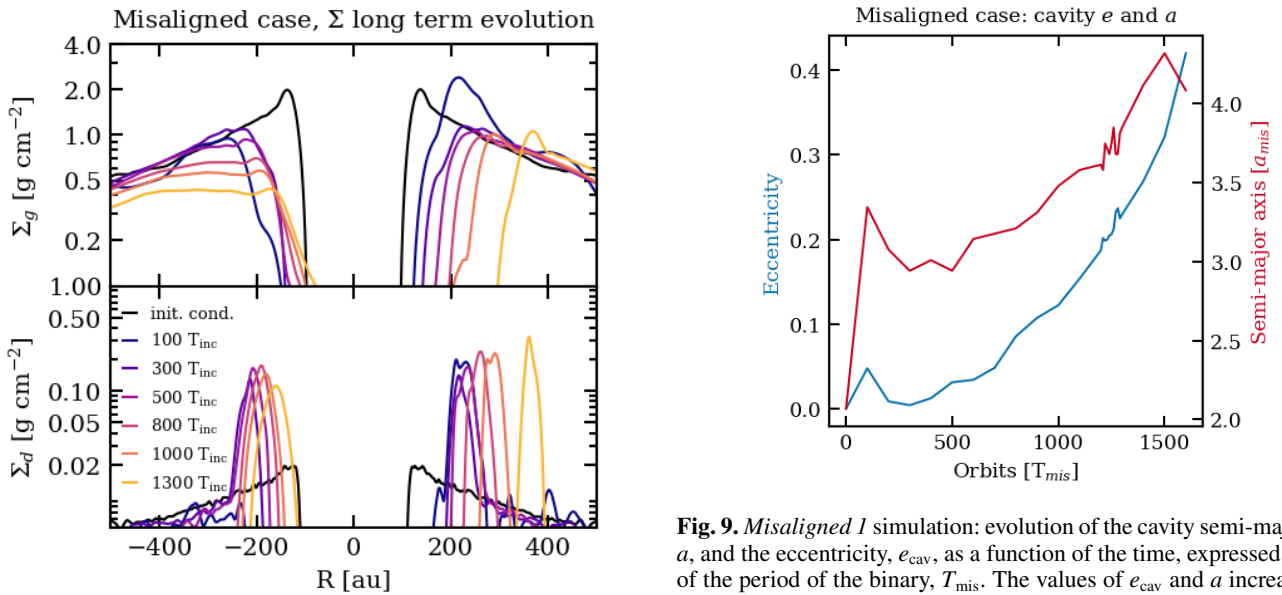 Misaligned case, Σ long term evolution
4.0
2.0
1.0
0.5
0.2
Σg [g cm−2]
1.00
0.50
0.10
0.05
0.02
Σd [g cm−2]
init. cond.
100 Tinc
300 Tinc
500 Tinc
800 Tinc
1000 Tinc
1300 Tinc
−400 −200 0 200 400
R [au]
Misaligned case: cavity e and a
0.4
0.3
0.2
0.1
0.0
Eccentricity
4.0
3.5
3.0
2.5
2.0
Semi-major axis [amis]
0 500 1000 1500
Orbits [Tmis]
Fig. 9. Misaligned 1 simulation: evolution of the cavity semi-maj
a, and the eccentricity, ecav, as a function of the time, expressed
of the period of the binary, Tmis. The values of ecav and a increa